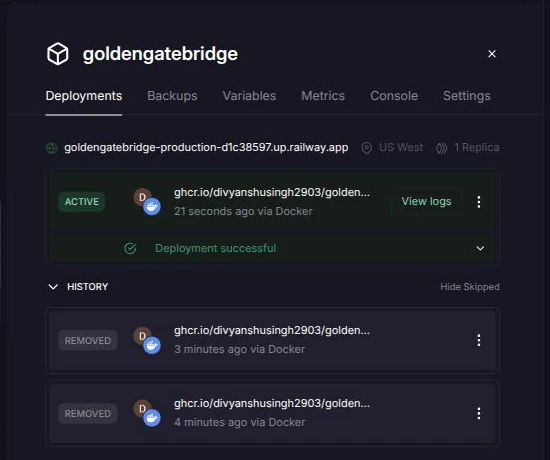 goldengatebridge
Deployments Backups Variables Metrics Console Settings
goldengatebridge-production-d1c38597.up.railway.app US West 1 Replica
ACTIVE
D
ghcr.io/divyanshusingh2903/golden...
21 seconds ago via Docker
View logs
Deployment successful
HISTORY Hide Skipped
REMOVED
D
ghcr.io/divyanshusingh2903/golden...
3 minutes ago via Docker
REMOVED
D
ghcr.io/divyanshusingh2903/golden...
4 minutes ago via Docker